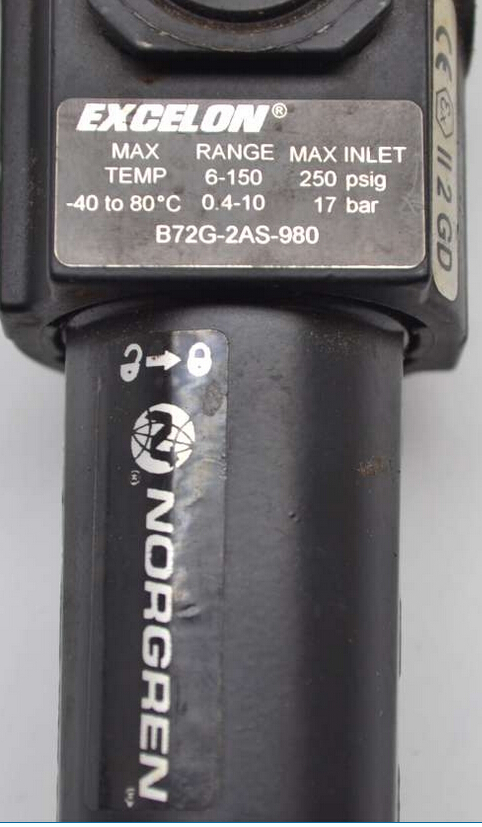 EXCELON®
MAX RANGE MAX INLET
TEMP 6-150 250 psig
-40 to 80°C 0.4-10 17 bar
B72G-2AS-980
CE Ex II 2 GD
N
(R)
NORGREN
(R)